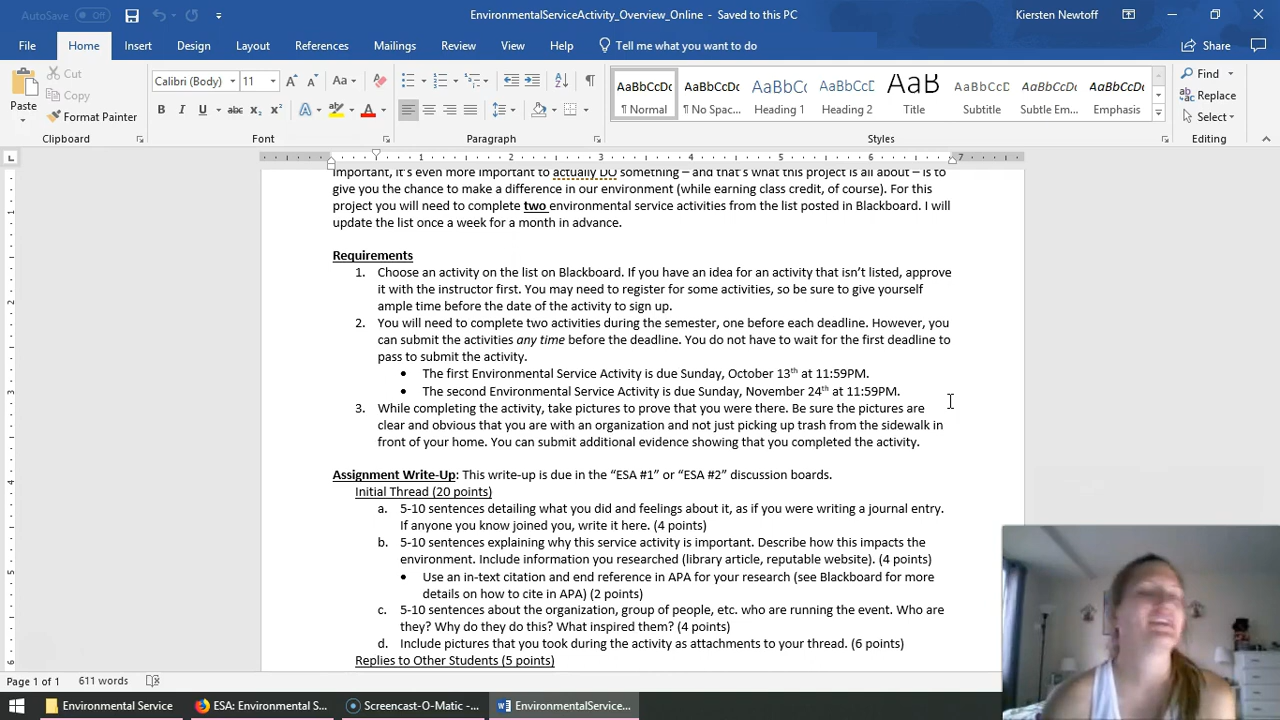 AutoSave Off
EnvironmentalServiceActivity_Overview_Online - Saved to this PC
Kiersten Newtoff
File Home Insert Design Layout References Mailings Review View Help Tell me what you want to do Share
Paste
Cut
Copy
Format Painter
Clipboard
Calibri (Body) 11
Font
Paragraph
AaBbCcDc AaBbCcDc AaBbCc AaBbCcD AaB AaBbCcD AaBbCcDc AaBbCcDc
¶ Normal ¶ No Spac... Heading 1 Heading 2 Title Subtitle Subtle Em... Emphasis
Styles
Find
Replace
Select
Editing
important, it's even more important to actually DO something – and that's what this project is all about – is to
give you the chance to make a difference in our environment (while earning class credit, of course). For this
project you will need to complete two environmental service activities from the list posted in Blackboard. I will
update the list once a week for a month in advance.
Requirements
1. Choose an activity on the list on Blackboard. If you have an idea for an activity that isn't listed, approve
it with the instructor first. You may need to register for some activities, so be sure to give yourself
ample time before the date of the activity to sign up.
2. You will need to complete two activities during the semester, one before each deadline. However, you
can submit the activities any time before the deadline. You do not have to wait for the first deadline to
pass to submit the activity.
• The first Environmental Service Activity is due Sunday, October 13th at 11:59PM.
• The second Environmental Service Activity is due Sunday, November 24th at 11:59PM.
3. While completing the activity, take pictures to prove that you were there. Be sure the pictures are
clear and obvious that you are with an organization and not just picking up trash from the sidewalk in
front of your home. You can submit additional evidence showing that you completed the activity.
Assignment Write-Up: This write-up is due in the “ESA #1” or “ESA #2” discussion boards.
Initial Thread (20 points)
a. 5-10 sentences detailing what you did and feelings about it, as if you were writing a journal entry.
If anyone you know joined you, write it here. (4 points)
b. 5-10 sentences explaining why this service activity is important. Describe how this impacts the
environment. Include information you researched (library article, reputable website). (4 points)
• Use an in-text citation and end reference in APA for your research (see Blackboard for more
details on how to cite in APA) (2 points)
c. 5-10 sentences about the organization, group of people, etc. who are running the event. Who are
they? Why do they do this? What inspired them? (4 points)
d. Include pictures that you took during the activity as attachments to your thread. (6 points)
Replies to Other Students (5 points)
Page 1 of 1 611 words
Environmental Service
ESA: Environmental S...
Screencast-O-Matic -...
EnvironmentalService...